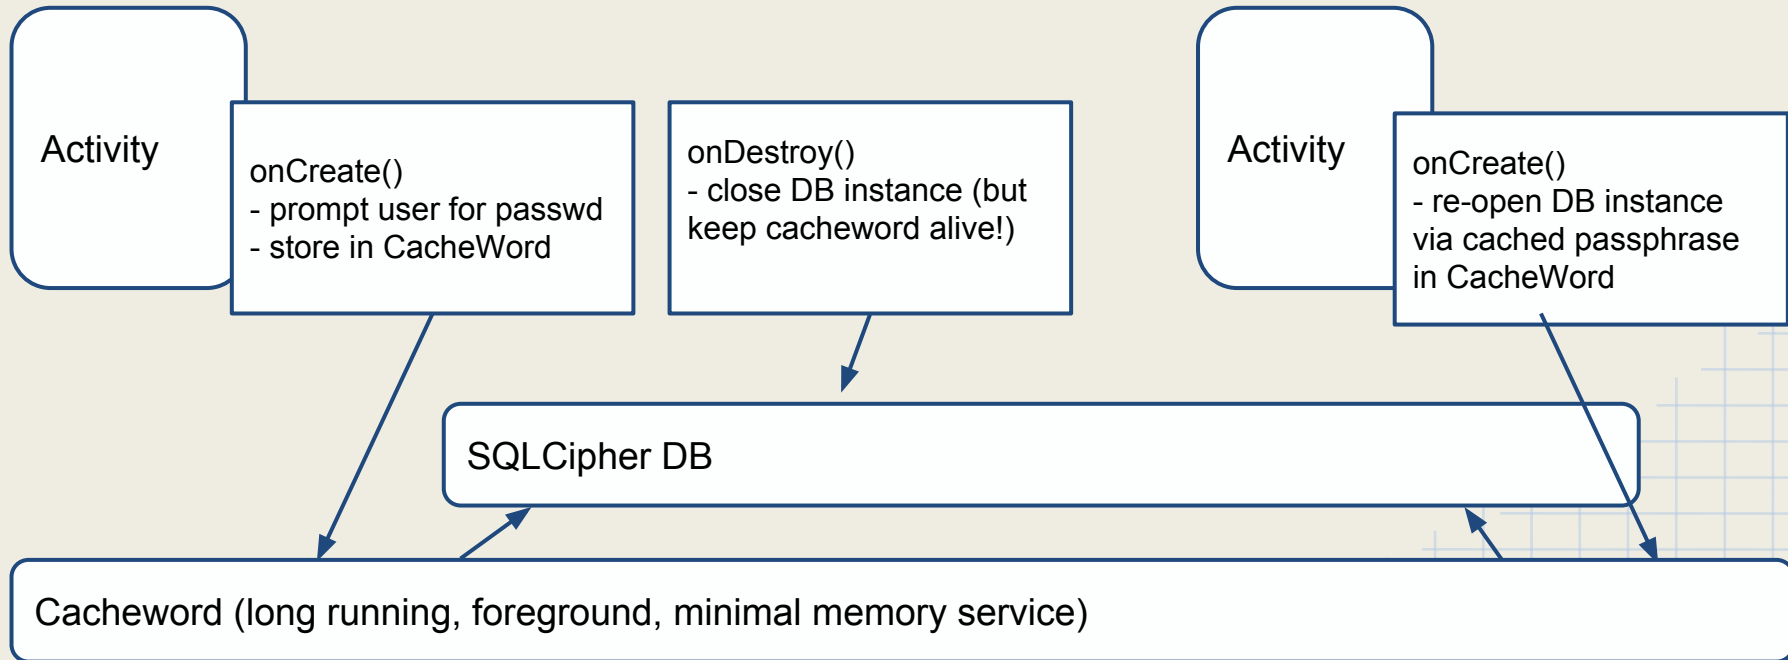 Activity
onCreate()
- prompt user for passwd
- store in CacheWord
onDestroy()
- close DB instance (but
keep cacheword alive!)
Activity
onCreate()
- re-open DB instance
via cached passphrase
in CacheWord
SQLCipher DB
Cacheword (long running, foreground, minimal memory service)